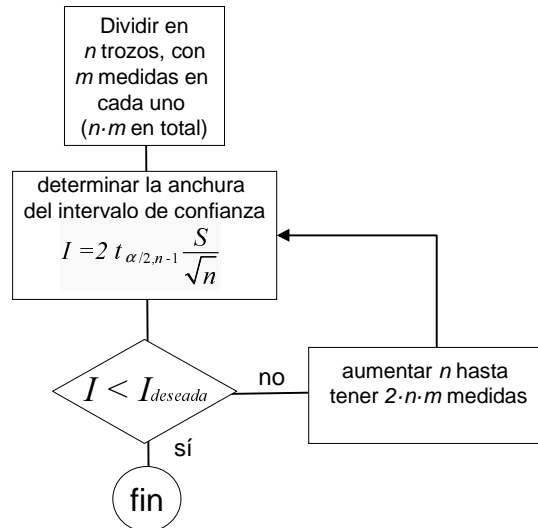 Dividir en
n trozos, con
m medidas en
cada uno
(n·m en total)
determinar la anchura
del intervalo de confianza
I = 2 t α/2,n-1 S/√n
I < I deseada
no
aumentar n hasta
tener 2·n·m medidas
sí
fin